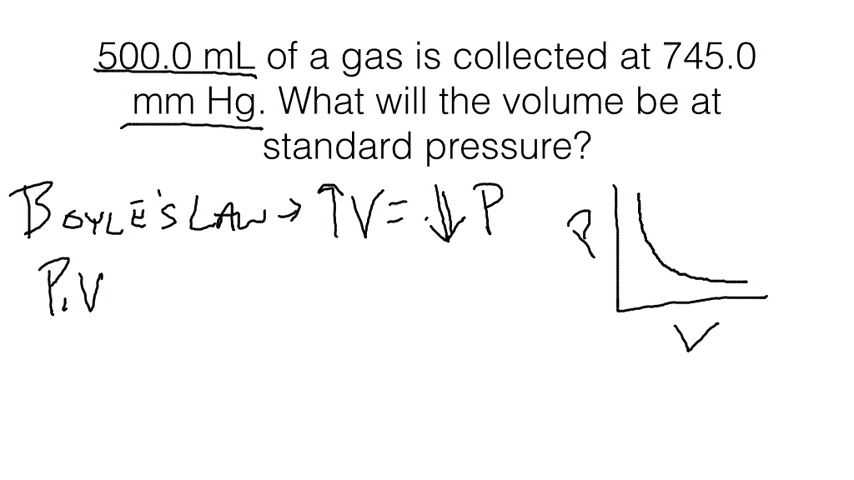 500.0 mL of a gas is collected at 745.0
mm Hg. What will the volume be at
standard pressure?
BOYLE'S LAW → ↑V = ↓P
P
P₁V
V